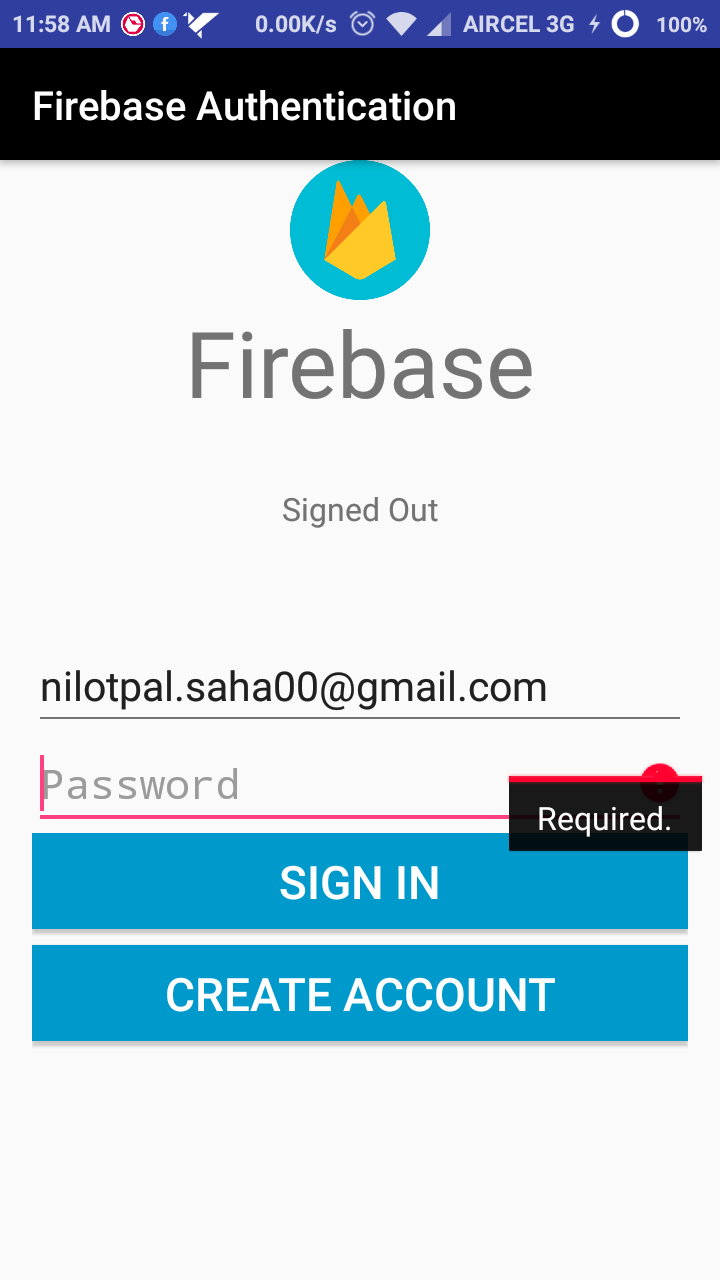 11:58 AM 0.00K/s AIRCEL 3G 100%
Firebase Authentication
Firebase
Signed Out
nilotpal.saha00@gmail.com
Password
Required.
SIGN IN
CREATE ACCOUNT